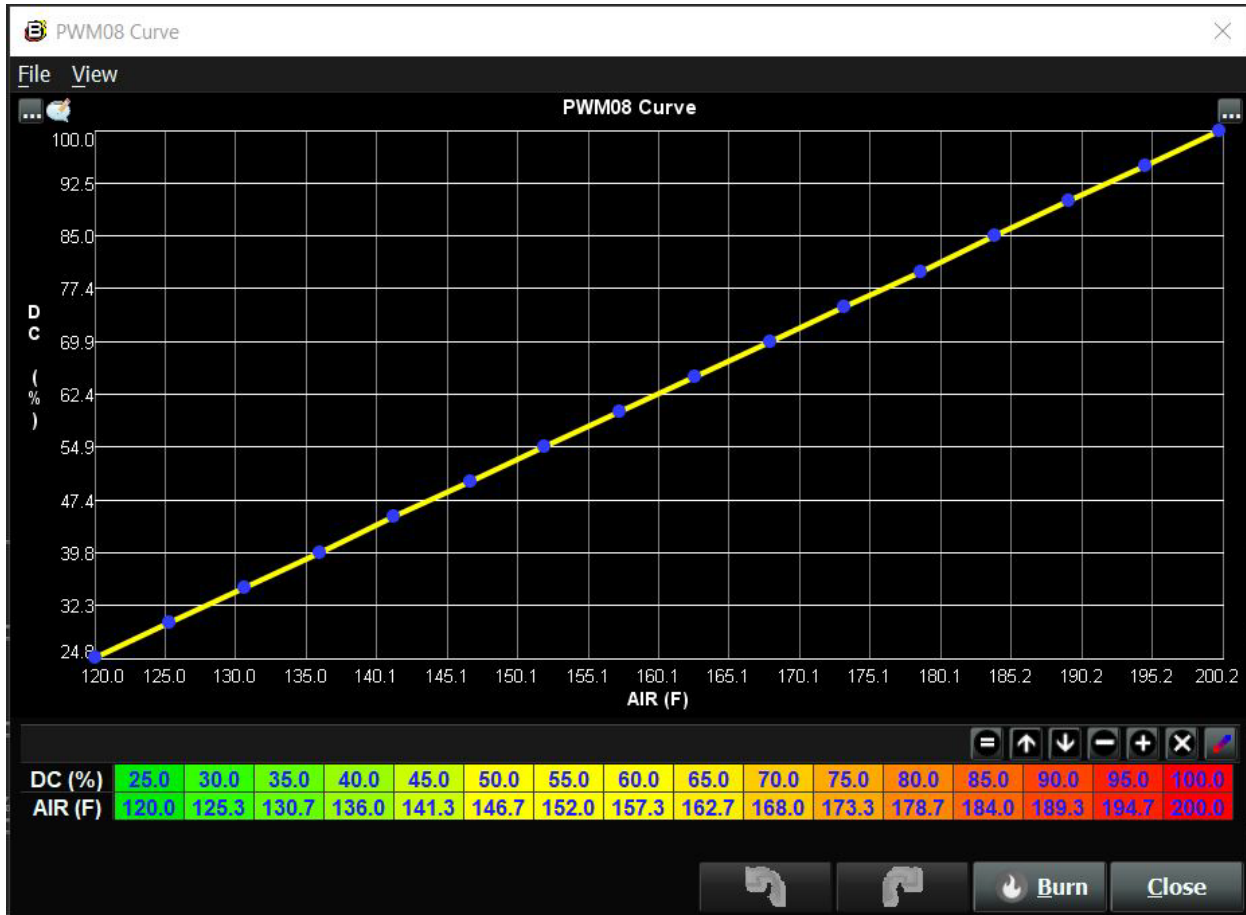 PWM08 Curve
File View
PWM08 Curve
100.0
92.5
85.0
77.4
69.9
62.4
54.9
47.4
39.8
32.3
24.8
DC (%)
120.0 125.0 130.0 135.0 140.1 145.1 150.1 155.1 160.1 165.1 170.1 175.1 180.1 185.2 190.2 195.2 200.2
AIR (F)
DC (%) 25.0 30.0 35.0 40.0 45.0 50.0 55.0 60.0 65.0 70.0 75.0 80.0 85.0 90.0 95.0 100.0
AIR (F) 120.0 125.3 130.7 136.0 141.3 146.7 152.0 157.3 162.7 168.0 173.3 178.7 184.0 189.3 194.7 200.0
Burn Close